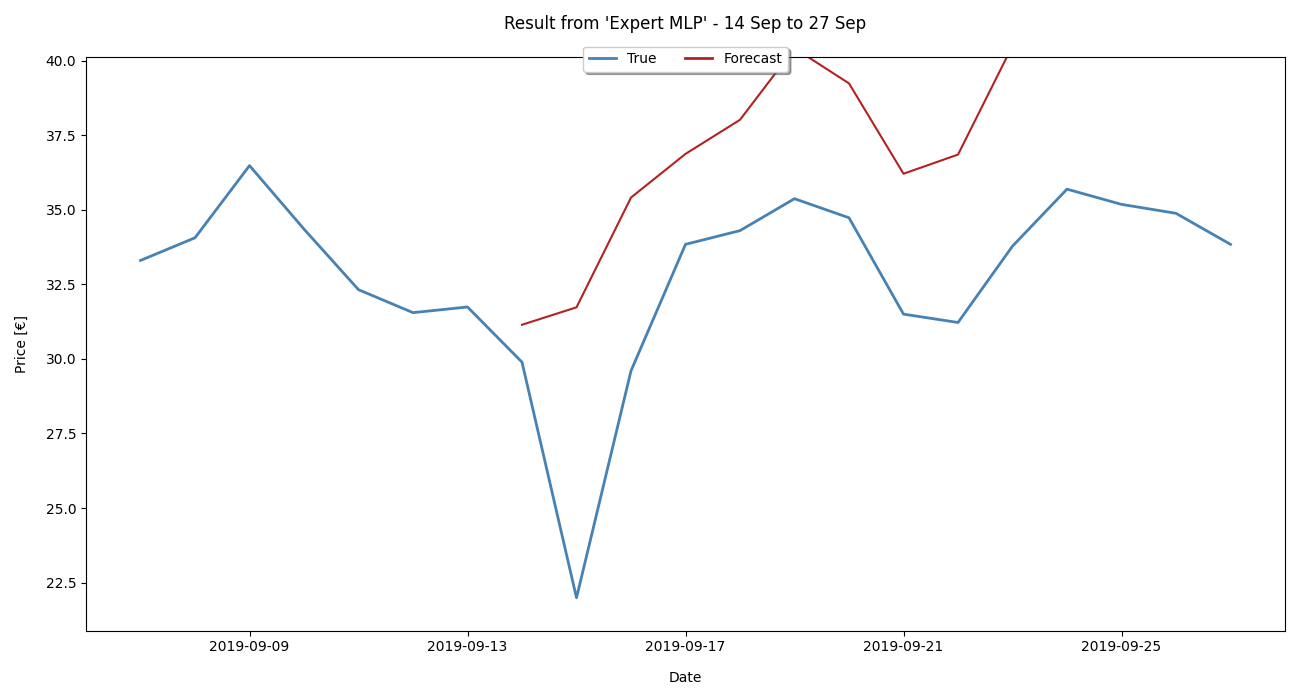 Result from 'Expert MLP' - 14 Sep to 27 Sep
True Forecast
40.0
37.5
35.0
32.5
30.0
27.5
25.0
22.5
Price [€]
2019-09-09 2019-09-13 2019-09-17 2019-09-21 2019-09-25
Date